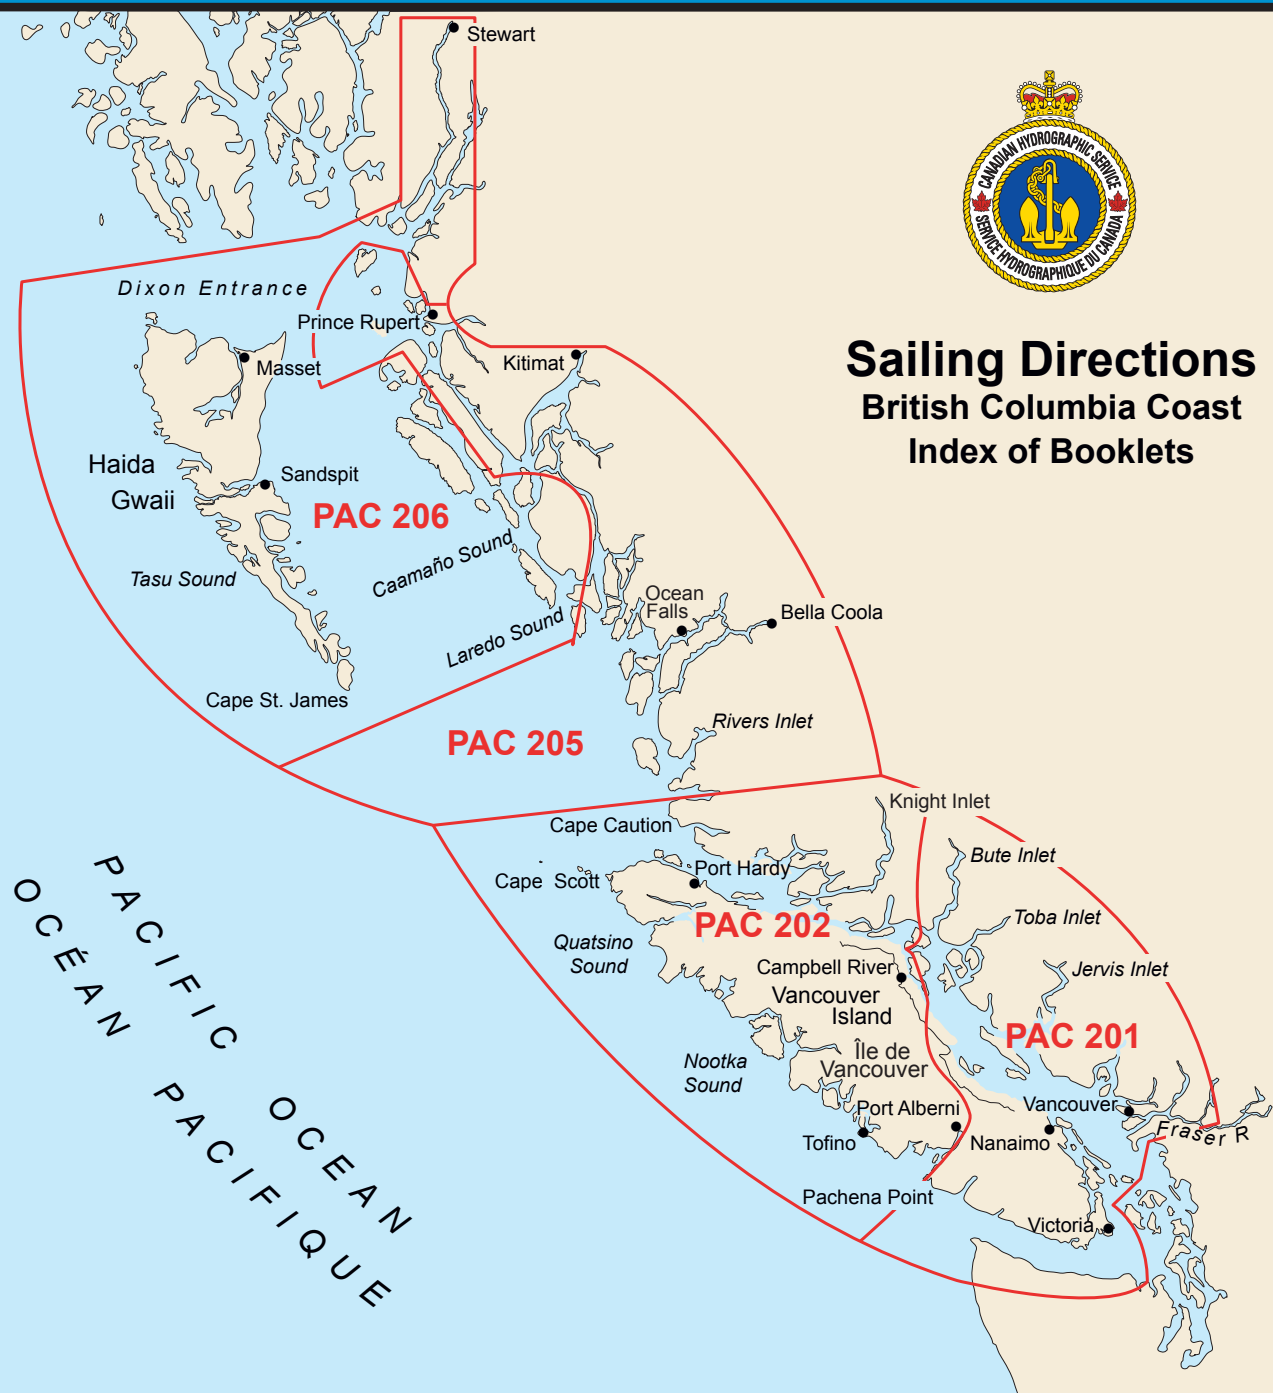 Stewart
CANADIAN HYDROGRAPHIC SERVICE
SERVICE HYDROGRAPHIQUE DU CANADA
Sailing Directions
British Columbia Coast
Index of Booklets
Dixon Entrance
Prince Rupert
Masset
Kitimat
Haida
Gwaii
Sandspit
PAC 206
Tasu Sound
Caamaño Sound
Laredo Sound
Ocean
Falls
Bella Coola
Cape St. James
Rivers Inlet
PAC 205
Knight Inlet
Cape Caution
Bute Inlet
Port Hardy
Cape Scott
Toba Inlet
PAC 202
Quatsino
Sound
Campbell River
Jervis Inlet
Vancouver
Island
PAC 201
Île de
Vancouver
Nootka
Sound
Port Alberni
Vancouver
Fraser R
Tofino
Nanaimo
Pachena Point
Victoria
PACIFIC OCEAN
OCÉAN PACIFIQUE